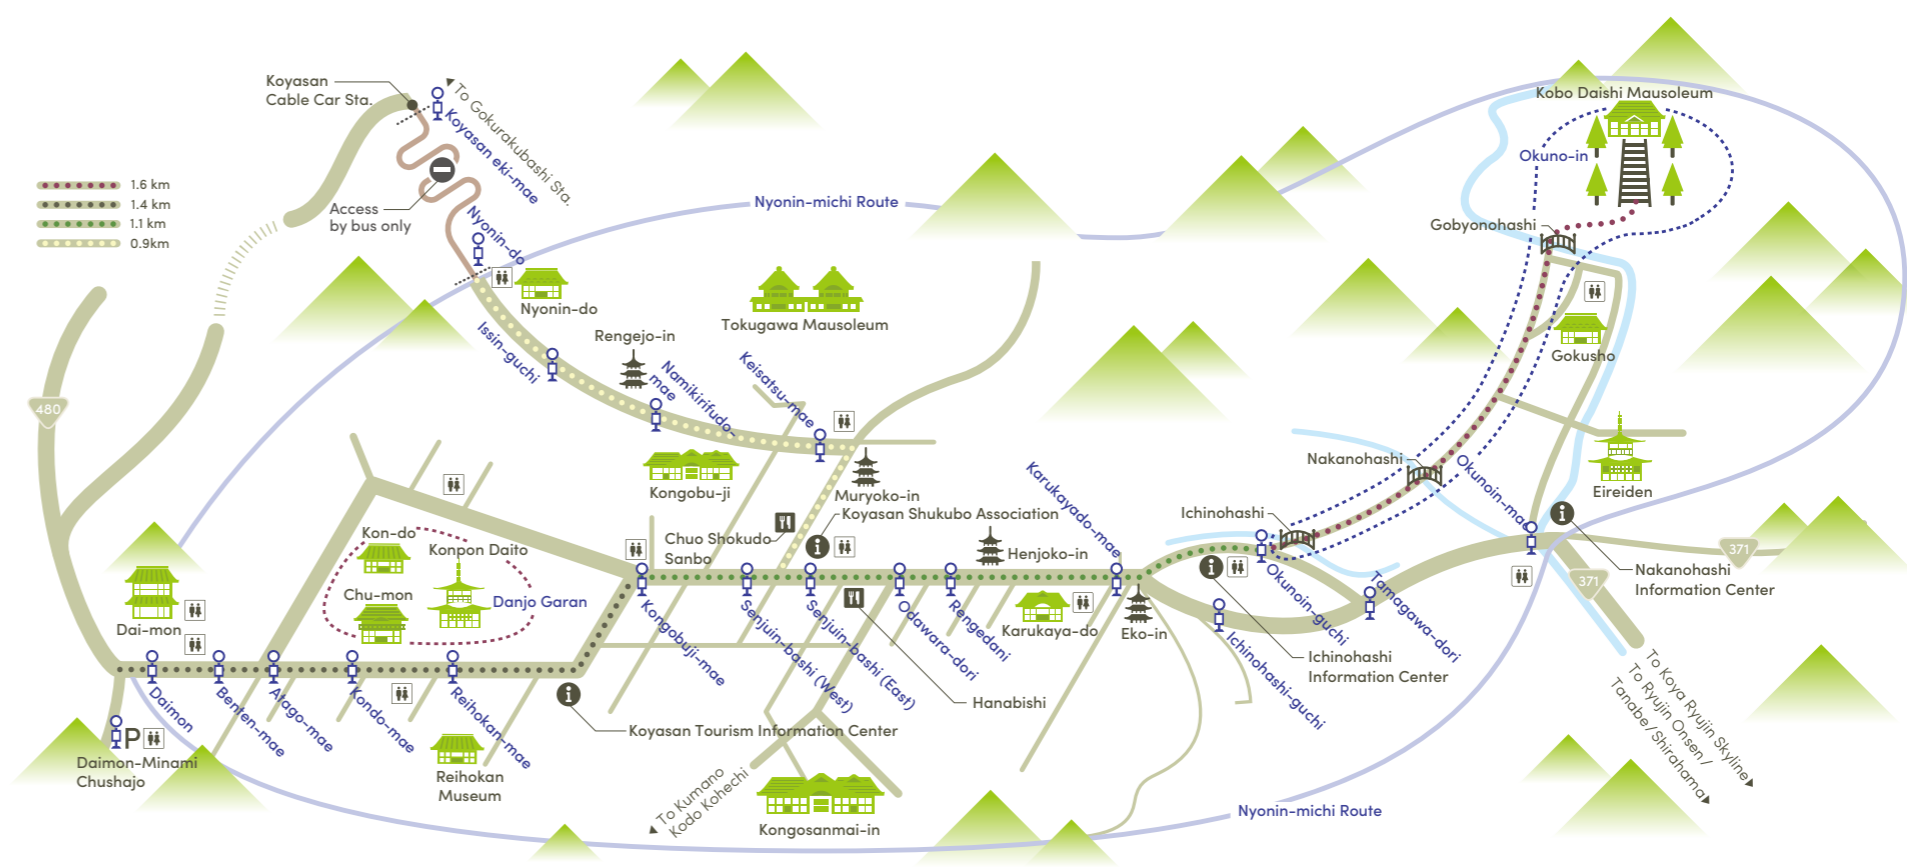 Koyasan
Cable Car Sta.
To Gokurakubashi Sta.
Koyasan eki-mae
1.6 km
1.4 km
1.1 km
0.9km
Access
by bus only
Nyonin-do
Nyonin-do
Nyonin-michi Route
Kobo Daishi Mausoleum
Okuno-in
Gobyonohashi
Tokugawa Mausoleum
Issin-guchi
Rengejo-in
Namikirifudo-
mae
Keisatsu-mae
Gokusho
480
Kongobu-ji
Muryoko-in
Koyasan Shukubo Association
Nakanohashi
Okunoin-mae
Eireiden
Karukayado-mae
Ichinohashi
Kon-do
Konpon Daito
Chu-mon
Danjo Garan
Chuo Shokudo
Sanbo
Henjoko-in
371
371
Nakanohashi
Information Center
Dai-mon
Karukaya-do
Eko-in
Okunoin-guchi
Tamagawa-dori
Ichinohashi-guchi
Ichinohashi
Information Center
Daimon
Benten-mae
Atago-mae
Kondo-mae
Reihokan-mae
Kongobuji-mae
Senjuin-bashi (West)
Senjuin-bashi (East)
Odawara-dori
Rengedani
Hanabishi
Koyasan Tourism Information Center
To Koya Ryujin Skyline
To Ryujin Onsen /
Tanabe/Shirahama
P
Daimon-Minami
Chushajo
Reihokan
Museum
To Kumano
Kodo Kohechi
Kongosanmai-in
Nyonin-michi Route